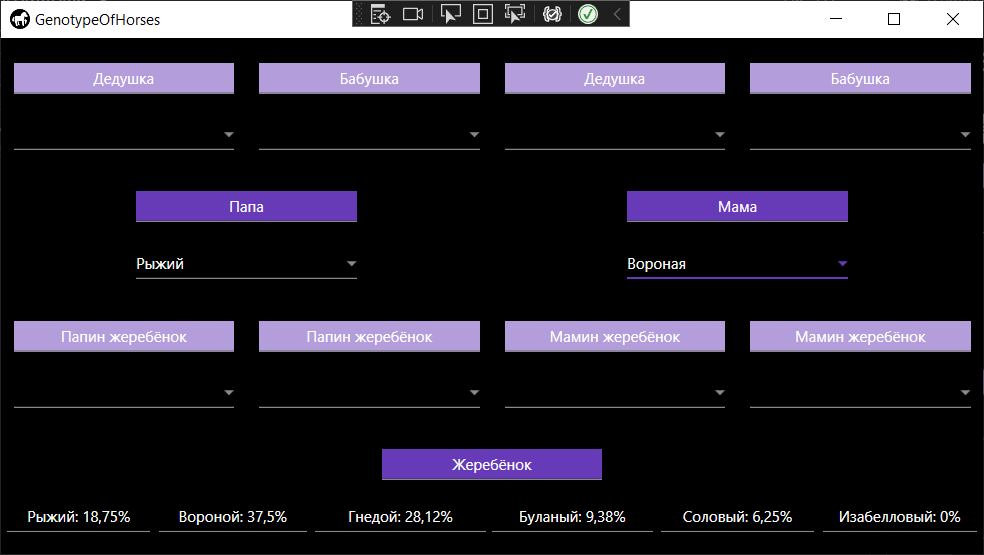 GenotypeOfHorses
Дедушка Бабушка Дедушка Бабушка
Папа Мама
Рыжий Вороная
Папин жеребёнок Папин жеребёнок Мамин жеребёнок Мамин жеребёнок
Жеребёнок
Рыжий: 18,75% Вороной: 37,5% Гнедой: 28,12% Буланый: 9,38% Соловый: 6,25% Изабелловый: 0%